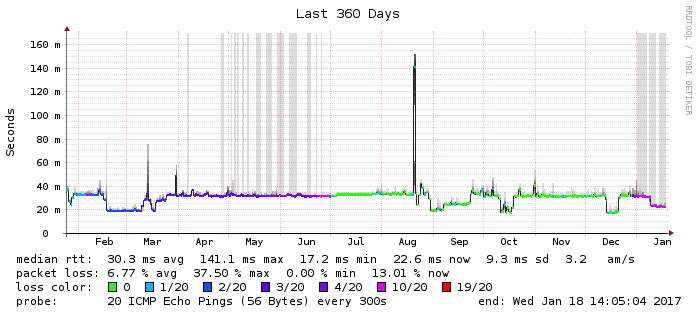 Last 360 Days
RRDTOOL / TOBI OETIKER
Seconds
160 m
140 m
120 m
100 m
80 m
60 m
40 m
20 m
0
Feb Mar Apr May Jun Jul Aug Sep Oct Nov Dec Jan
median rtt: 30.3 ms avg 141.1 ms max 17.2 ms min 22.6 ms now 9.3 ms sd 3.2 am/s
packet loss: 6.77 % avg 37.50 % max 0.00 % min 13.01 % now
loss color: 0 1/20 2/20 3/20 4/20 10/20 19/20
probe: 20 ICMP Echo Pings (56 Bytes) every 300s end: Wed Jan 18 14:05:04 2017